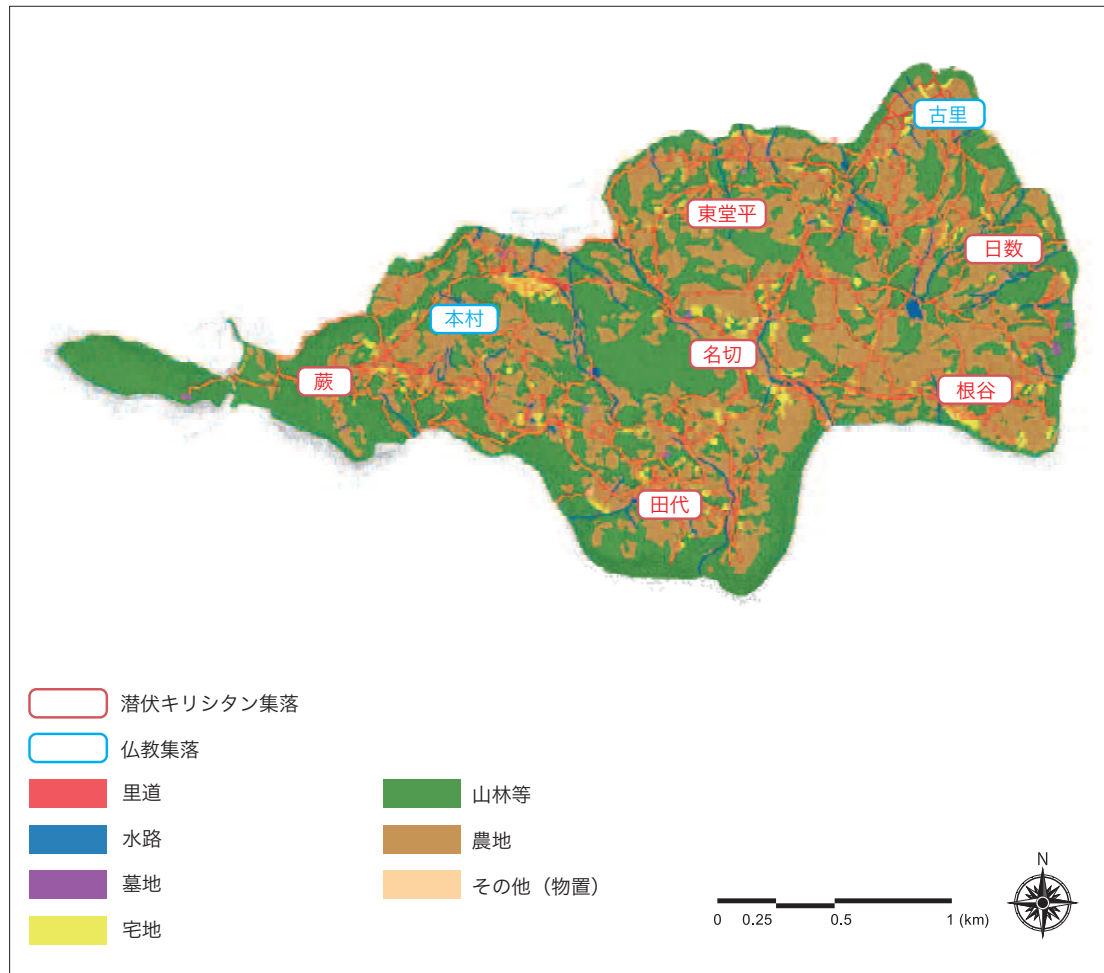 古里
東堂平
日数
本村
名切
蕨
根谷
田代
潜伏キリシタン集落
仏教集落
里道
水路
墓地
宅地
山林等
農地
その他（物置）
N
0 0.25 0.5 1 (km)